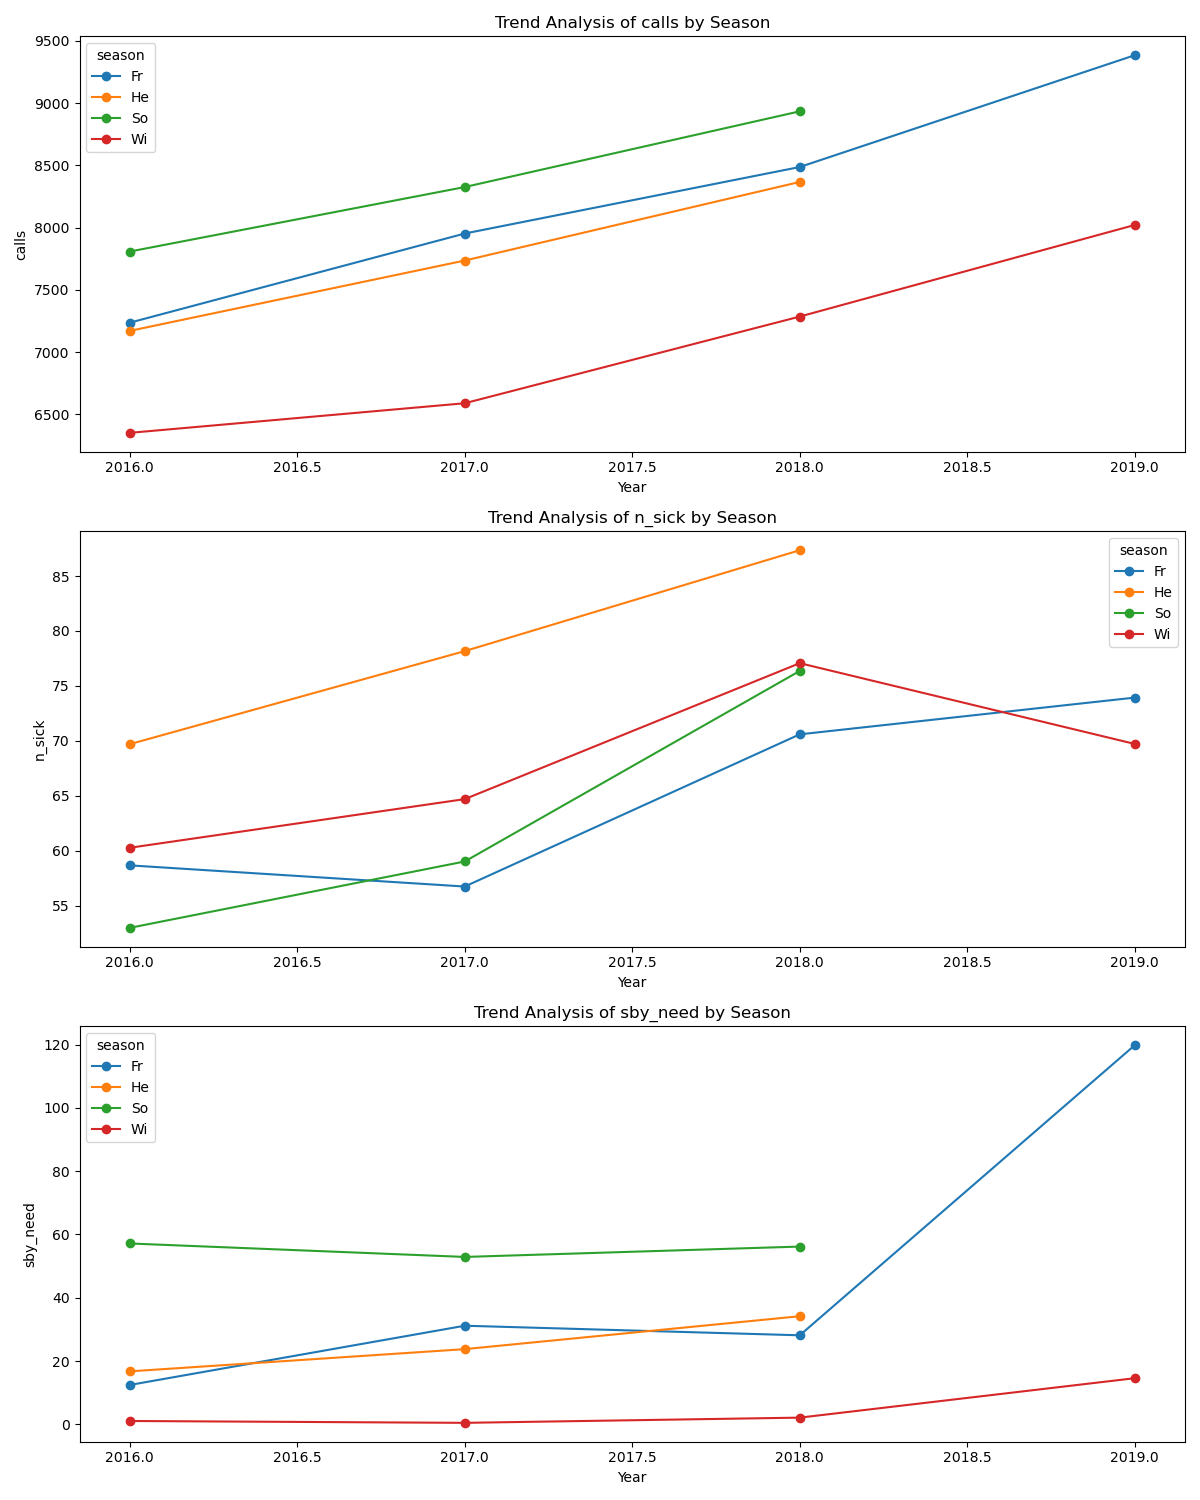 Trend Analysis of calls by Season
calls
9500
9000
8500
8000
7500
7000
6500
season
Fr
He
So
Wi
2016.0 2016.5 2017.0 2017.5 2018.0 2018.5 2019.0
Year
Trend Analysis of n_sick by Season
n_sick
85
80
75
70
65
60
55
season
Fr
He
So
Wi
2016.0 2016.5 2017.0 2017.5 2018.0 2018.5 2019.0
Year
Trend Analysis of sby_need by Season
sby_need
120
100
80
60
40
20
0
season
Fr
He
So
Wi
2016.0 2016.5 2017.0 2017.5 2018.0 2018.5 2019.0
Year